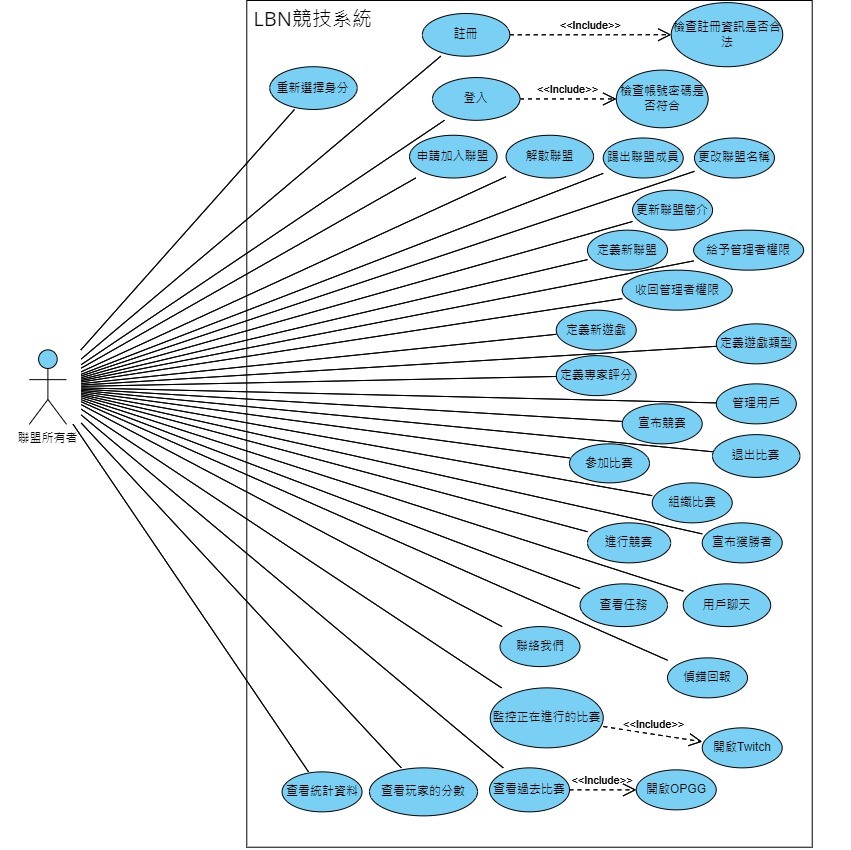 LBN競技系統
註冊
<<Include>>
檢查註冊資訊是否合
法
重新選擇身分
登入
<<Include>>
檢查帳號密碼是
否符合
申請加入聯盟
解散聯盟
踢出聯盟成員
更改聯盟名稱
更新聯盟簡介
定義新聯盟
給予管理者權限
收回管理者權限
定義新遊戲
定義遊戲類型
定義專家評分
管理用戶
宣布競賽
聯盟所有者
退出比賽
參加比賽
組織比賽
進行競賽
宣布獲勝者
查看任務
用戶聊天
聯絡我們
偵錯回報
監控正在進行的比賽
<<Include>>
開啟Twitch
查看統計資料
查看玩家的分數
查看過去比賽
<<Include>>
開啟OPGG